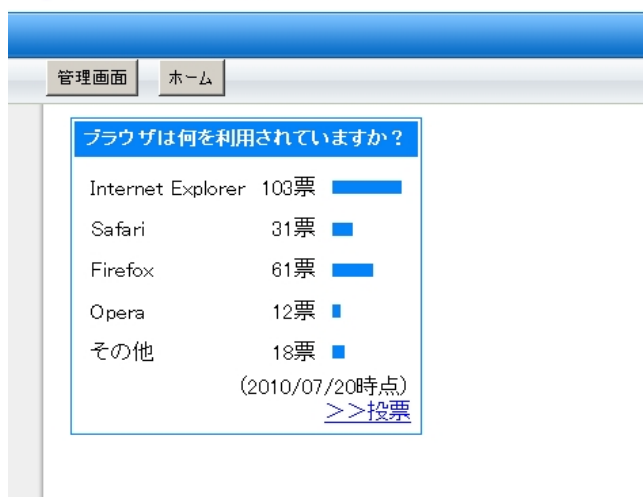 管理画面 ホーム
ブラウザは何を利用されていますか？
Internet Explorer 103票
Safari 31票
Firefox 61票
Opera 12票
その他 18票
(2010/07/20時点)
>>投票